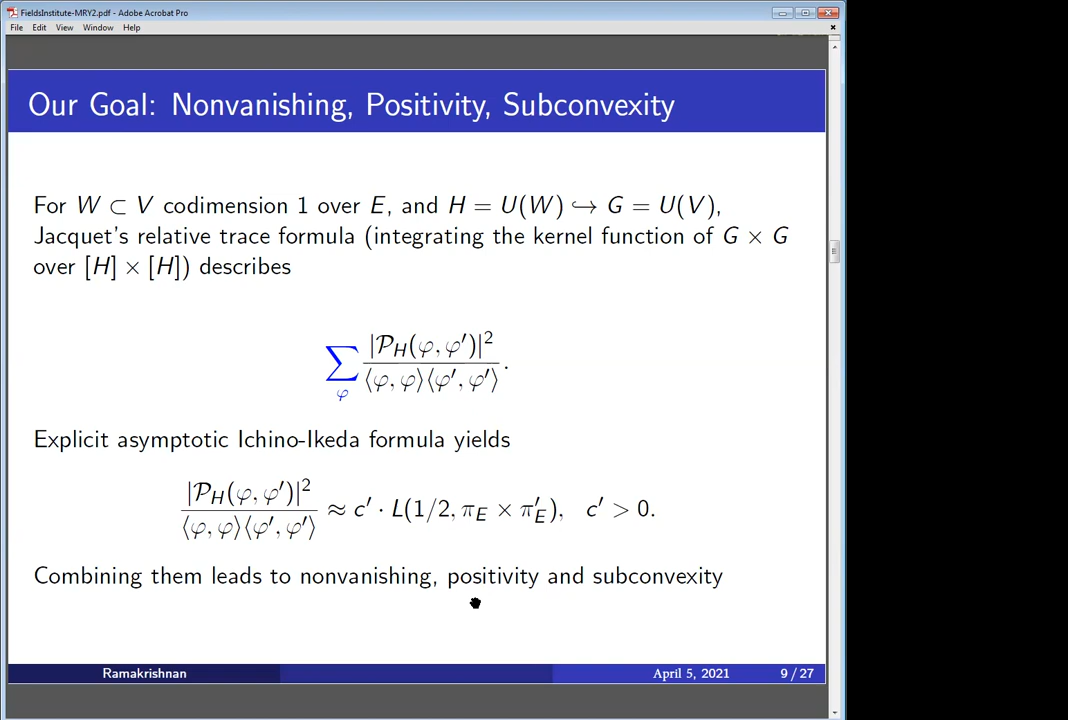 FieldsInstitute-MRY2.pdf - Adobe Acrobat Pro
File Edit View Window Help
Our Goal: Nonvanishing, Positivity, Subconvexity
For W ⊂ V codimension 1 over E, and H = U(W) ↪ G = U(V),
Jacquet's relative trace formula (integrating the kernel function of G × G
over [H] × [H]) describes
∑_φ |𝒫_H(φ, φ′)|² / ⟨φ, φ⟩⟨φ′, φ′⟩.
Explicit asymptotic Ichino-Ikeda formula yields
|𝒫_H(φ, φ′)|² / ⟨φ, φ⟩⟨φ′, φ′⟩ ≈ c′ · L(1/2, π_E × π′_E), c′ > 0.
Combining them leads to nonvanishing, positivity and subconvexity
Ramakrishnan April 5, 2021 9 / 27